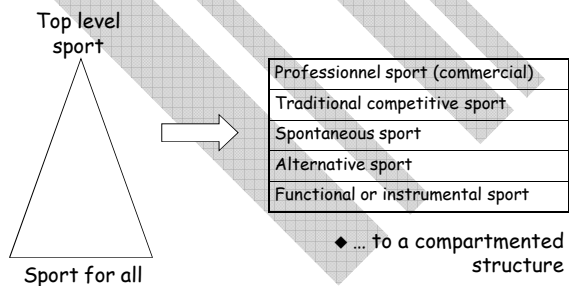 Top level
sport
Sport for all
Professionnel sport (commercial)
Traditional competitive sport
Spontaneous sport
Alternative sport
Functional or instrumental sport
◆ ... to a compartmented
structure